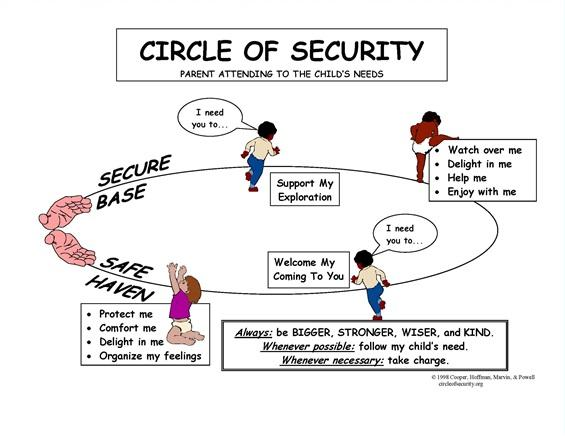 CIRCLE OF SECURITY
PARENT ATTENDING TO THE CHILD'S NEEDS
I need
you to...
SECURE
BASE
Support My
Exploration
• Watch over me
• Delight in me
• Help me
• Enjoy with me
I need
you to...
Welcome My
Coming To You
SAFE
HAVEN
• Protect me
• Comfort me
• Delight in me
• Organize my feelings
Always: be BIGGER, STRONGER, WISER, and KIND.
Whenever possible: follow my child's need.
Whenever necessary: take charge.
© 1998 Cooper, Hoffman, Marvin, & Powell
circleofsecurity.org